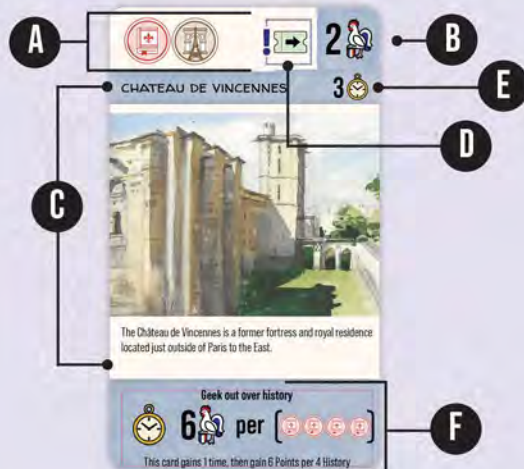 A
! 2
B
CHATEAU DE VINCENNES 3
E
D
C
The Château de Vincennes is a former fortress and royal residence
located just outside of Paris to the East.
Geek out over history
6 per ( )
F
This card gains 1 time, then gain 6 Points per 4 History